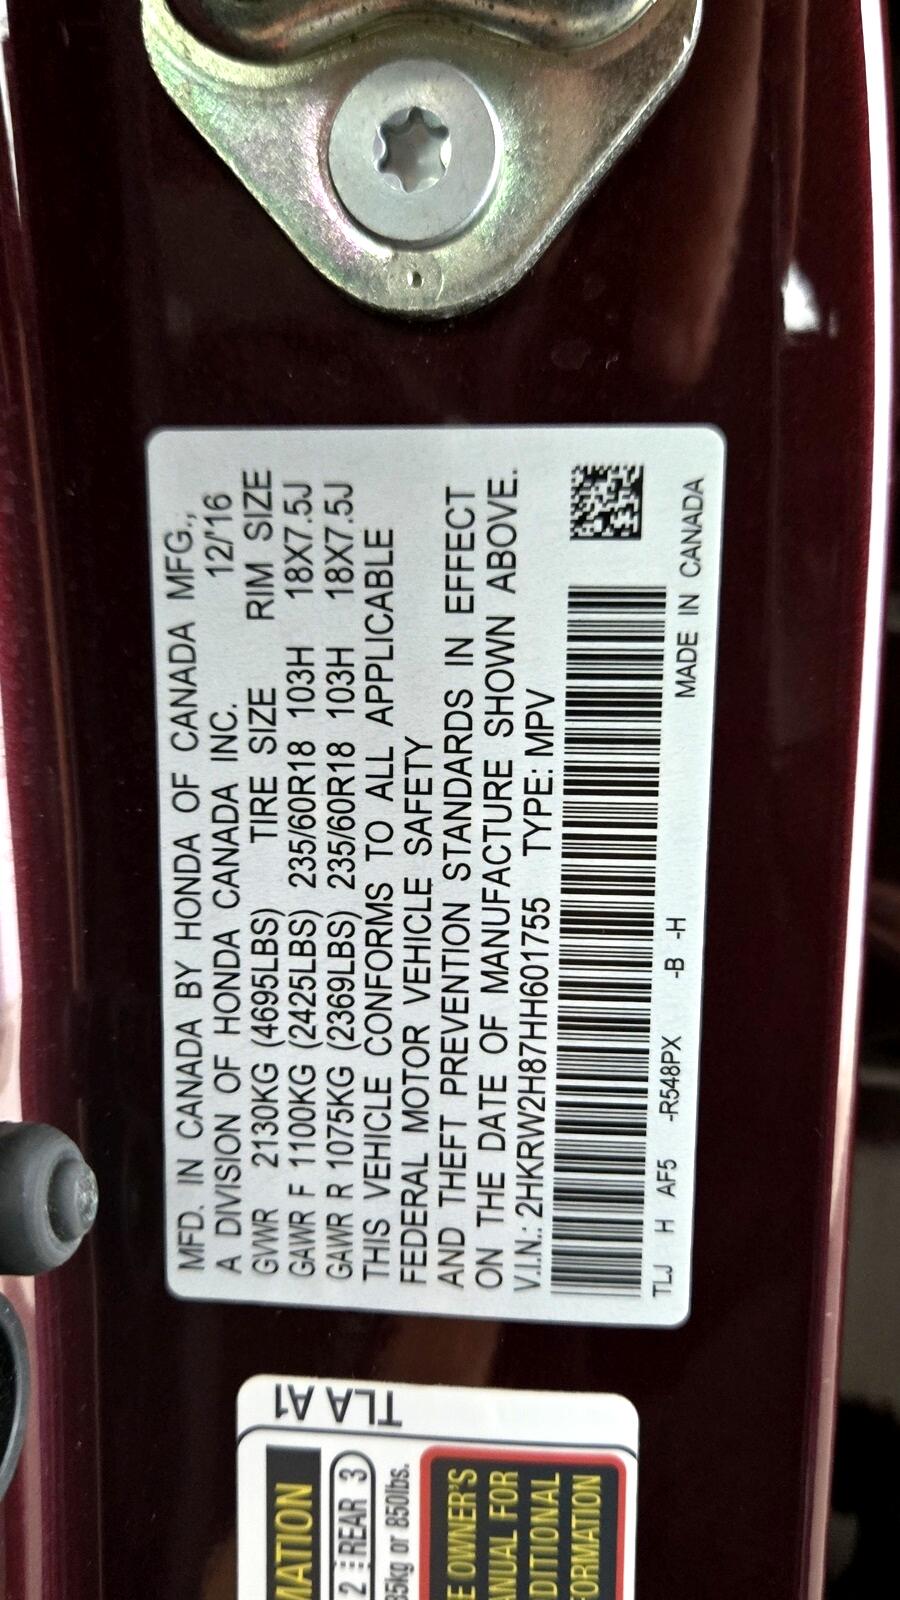 MFD. IN CANADA BY HONDA OF CANADA MFG.,
A DIVISION OF HONDA CANADA INC. 12/'16
GVWR 2130KG (4695LBS) TIRE SIZE RIM SIZE
GAWR F 1100KG (2425LBS) 235/60R18 103H 18X7.5J
GAWR R 1075KG (2369LBS) 235/60R18 103H 18X7.5J
THIS VEHICLE CONFORMS TO ALL APPLICABLE
FEDERAL MOTOR VEHICLE SAFETY
AND THEFT PREVENTION STANDARDS IN EFFECT
ON THE DATE OF MANUFACTURE SHOWN ABOVE.
V.I.N.: 2HKRW2H87HH601755 TYPE: MPV
TLJ H AF5 -R548PX -B -H MADE IN CANADA
TLA A1
2 REAR 3
or 850lbs.
OWNER'S
FOR